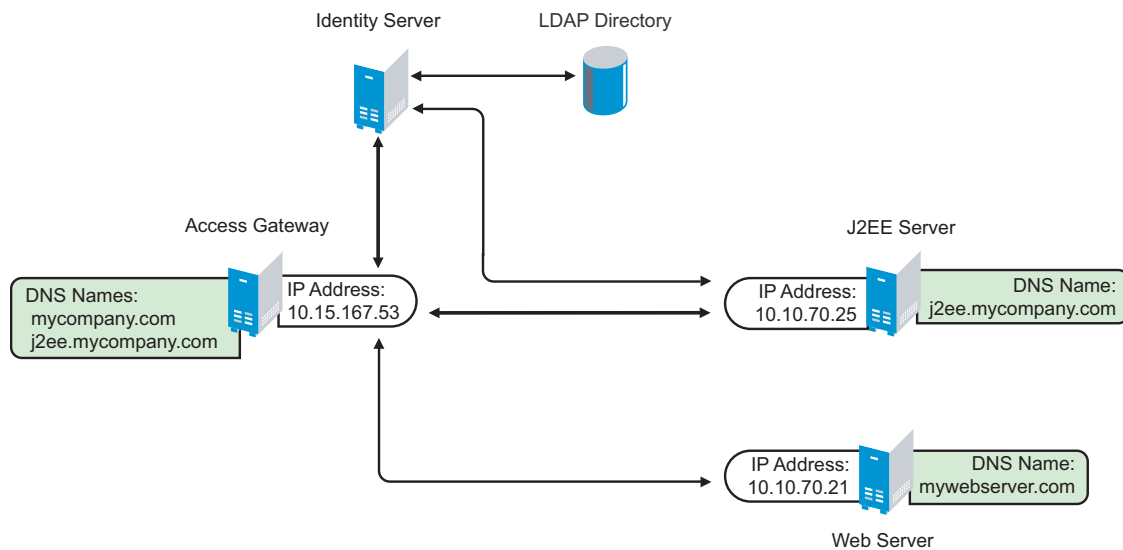 Identity Server
LDAP Directory
Access Gateway
DNS Names:
mycompany.com
j2ee.mycompany.com
IP Address:
10.15.167.53
J2EE Server
IP Address:
10.10.70.25
DNS Name:
j2ee.mycompany.com
IP Address:
10.10.70.21
DNS Name:
mywebserver.com
Web Server